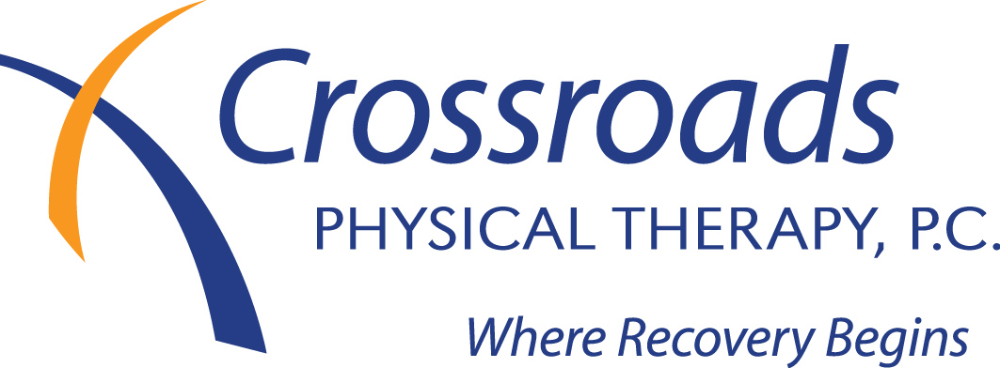 Crossroads
PHYSICAL THERAPY, P.C.
Where Recovery Begins